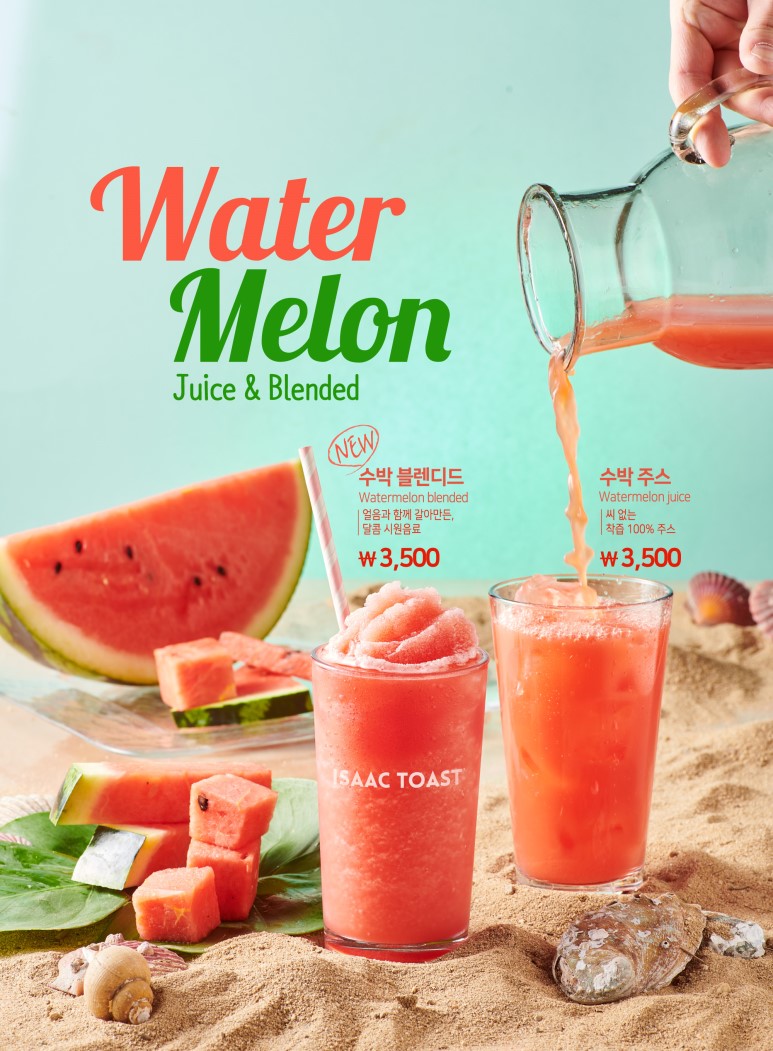 Water
Melon
Juice & Blended
NEW
수박 블렌디드
Watermelon blended
얼음과 함께 갈아만든,
달콤 시원음료
₩3,500
수박 주스
Watermelon juice
씨 없는
착즙 100% 주스
₩3,500
ISAAC TOAST